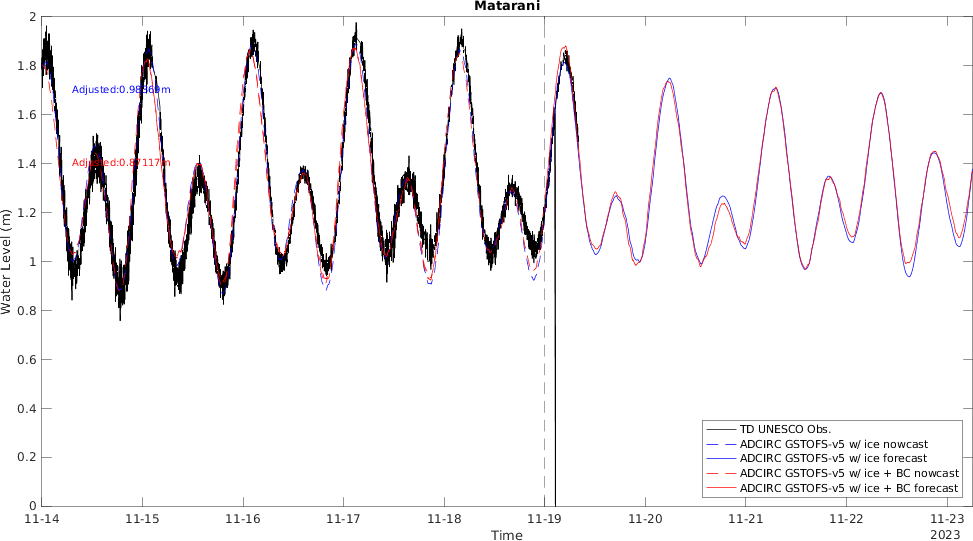 Matarani
2
1.8
1.6
1.4
1.2
1
0.8
0.6
0.4
0.2
0
Water Level (m)
Adjusted:0.98569m
Adjusted:0.87117m
TD UNESCO Obs.
ADCIRC GSTOFS-v5 w/ ice nowcast
ADCIRC GSTOFS-v5 w/ ice forecast
ADCIRC GSTOFS-v5 w/ ice + BC nowcast
ADCIRC GSTOFS-v5 w/ ice + BC forecast
11-14 11-15 11-16 11-17 11-18 11-19 11-20 11-21 11-22 11-23
Time
2023